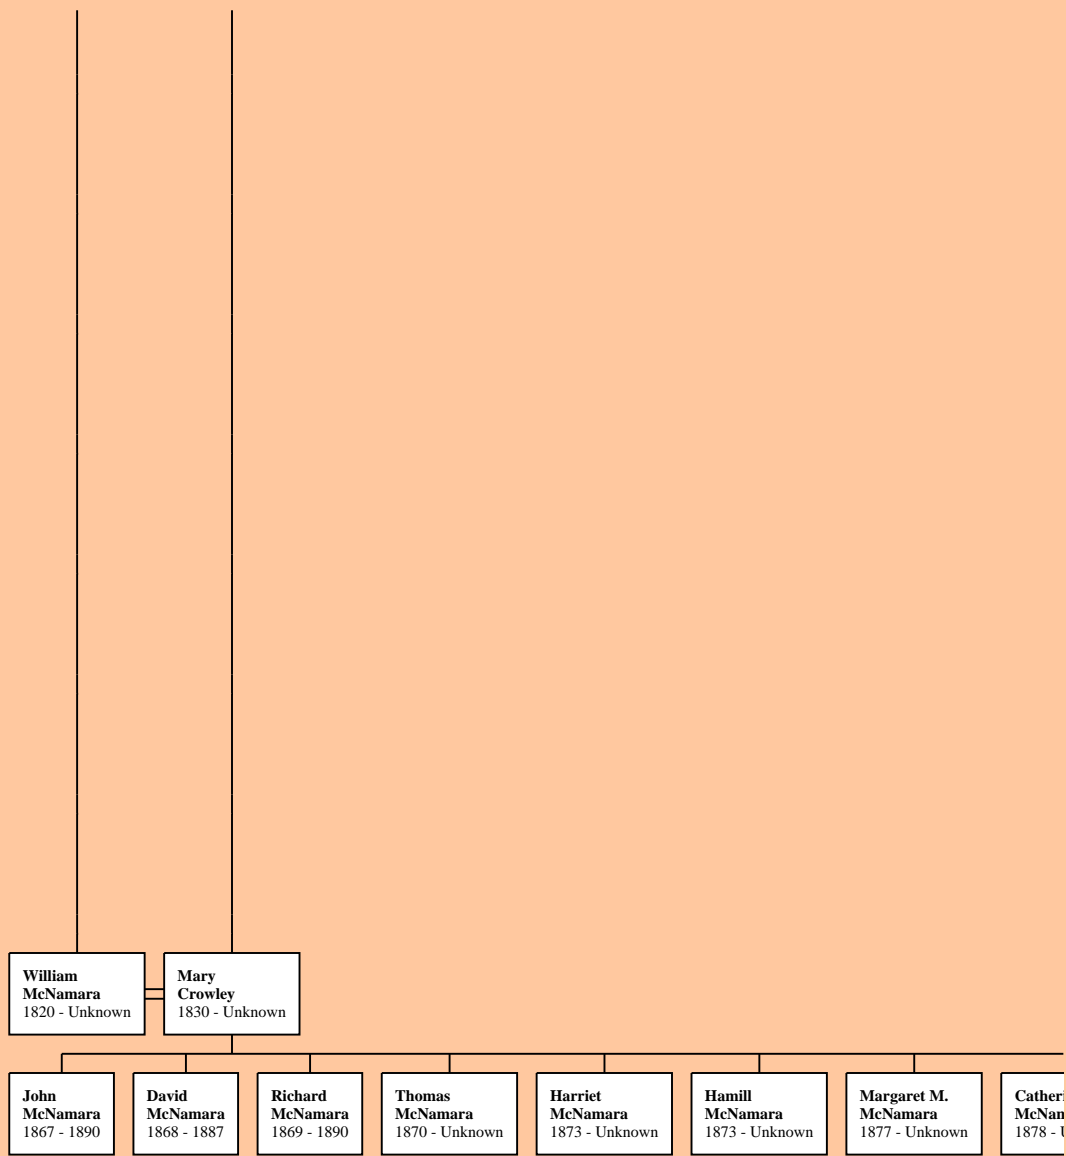 William
McNamara
1820 - Unknown
Mary
Crowley
1830 - Unknown
John
McNamara
1867 - 1890
David
McNamara
1868 - 1887
Richard
McNamara
1869 - 1890
Thomas
McNamara
1870 - Unknown
Harriet
McNamara
1873 - Unknown
Hamill
McNamara
1873 - Unknown
Margaret M.
McNamara
1877 - Unknown
1878 -